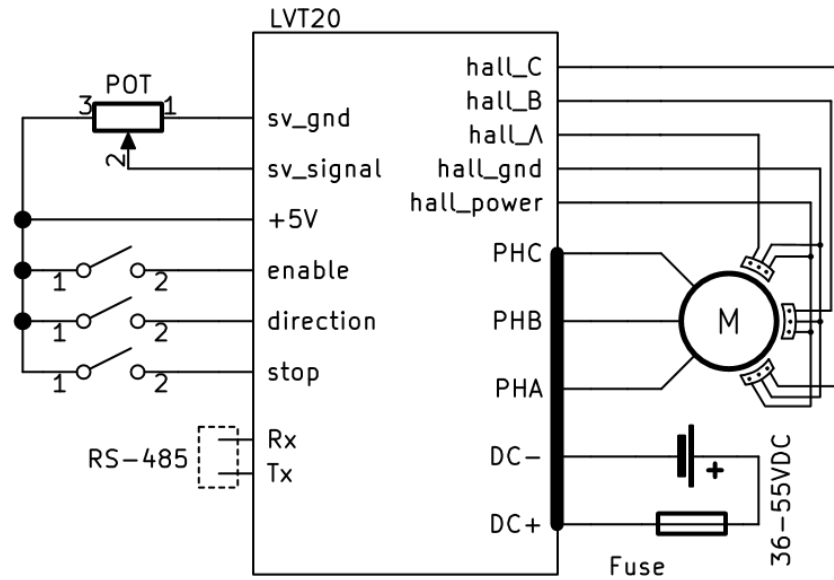 LVT20
POT
3 1
2
sv_gnd
sv_signal
+5V
1 2 enable
1 2 direction
1 2 stop
RS-485
Rx
Tx
hall_C
hall_B
hall_Λ
hall_gnd
hall_power
PHC
PHB
PHA
M
DC-
DC+
+
Fuse
36-55VDC